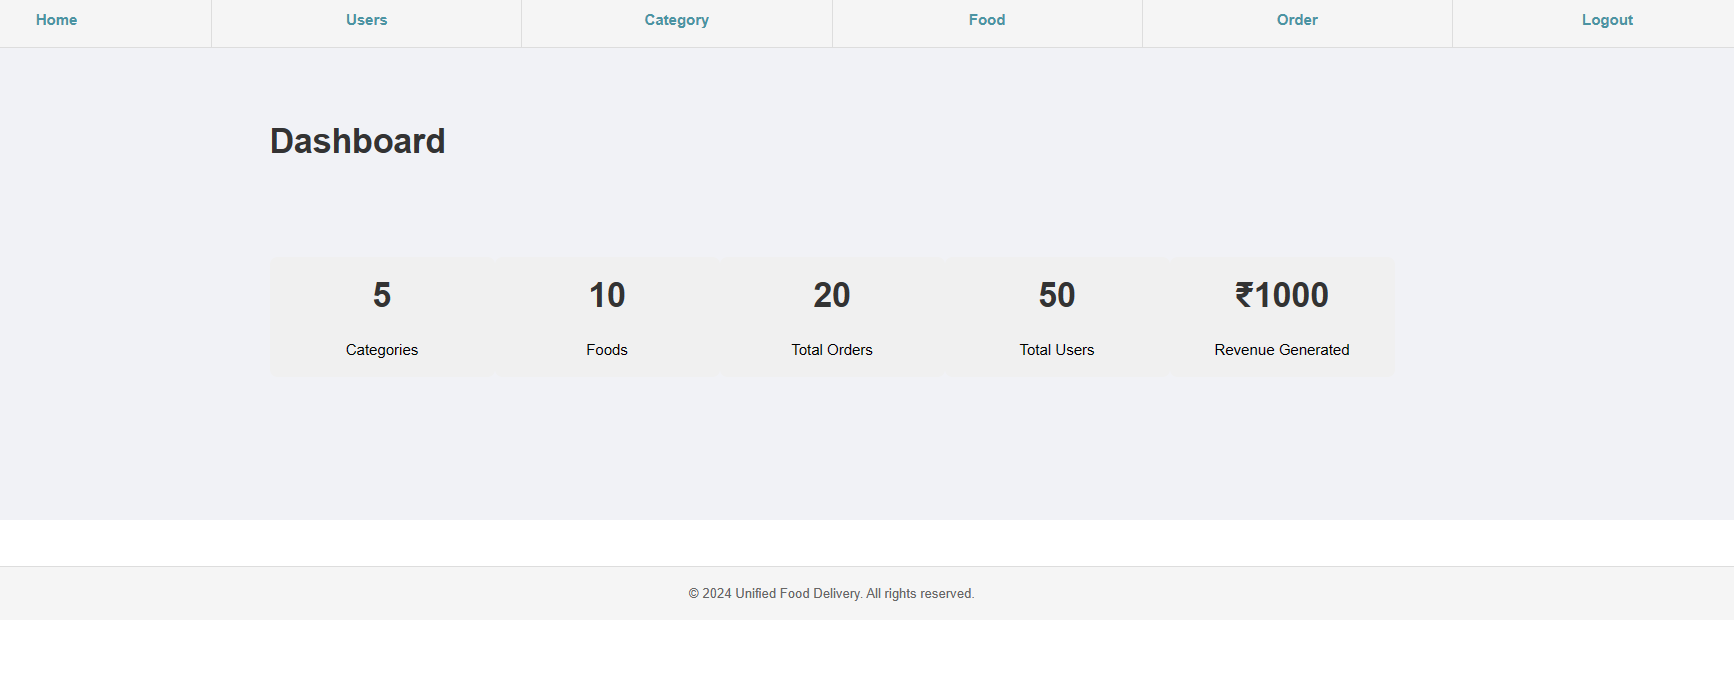 Home Users Category Food Order Logout
Dashboard
5 10 20 50 ₹1000
Categories Foods Total Orders Total Users Revenue Generated
© 2024 Unified Food Delivery. All rights reserved.